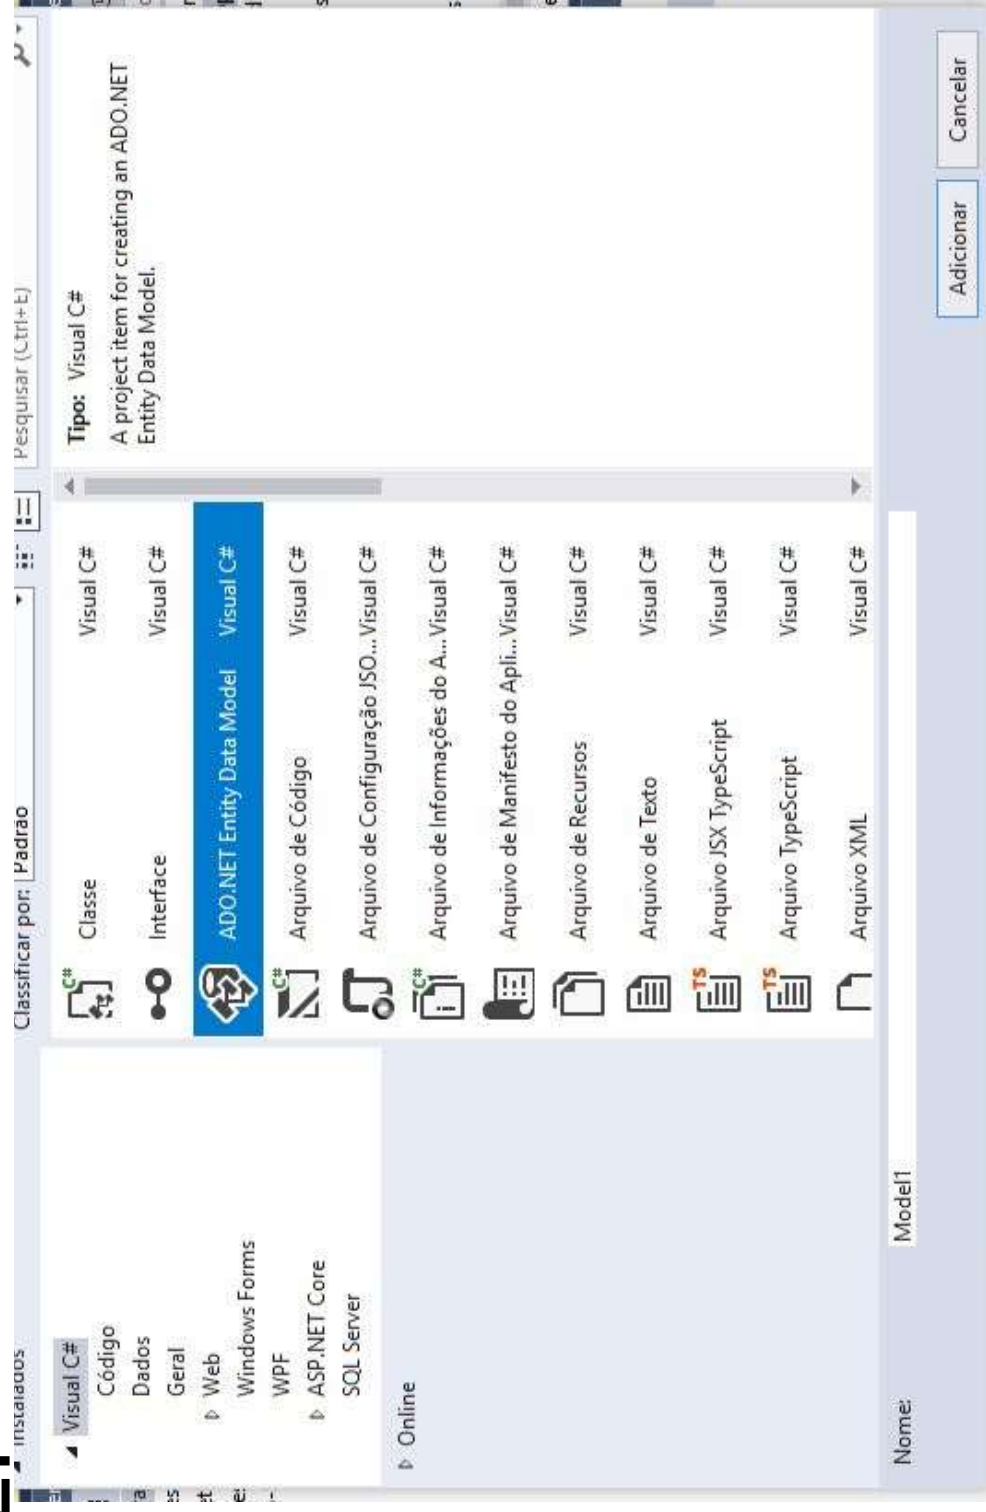 Instalados
Classificar por: Padrão
Pesquisar (Ctrl+E)
Visual C#
Código
Dados
Geral
Web
Windows Forms
WPF
ASP.NET Core
SQL Server
Online
Classe Visual C#
Interface Visual C#
ADO.NET Entity Data Model Visual C#
Arquivo de Código Visual C#
Arquivo de Configuração JSO... Visual C#
Arquivo de Informações do A... Visual C#
Arquivo de Manifesto do Apli... Visual C#
Arquivo de Recursos Visual C#
Arquivo de Texto Visual C#
Arquivo JSX TypeScript Visual C#
Arquivo TypeScript Visual C#
Arquivo XML Visual C#
Tipo: Visual C#
A project item for creating an ADO.NET
Entity Data Model.
Nome: Model1
Adicionar Cancelar